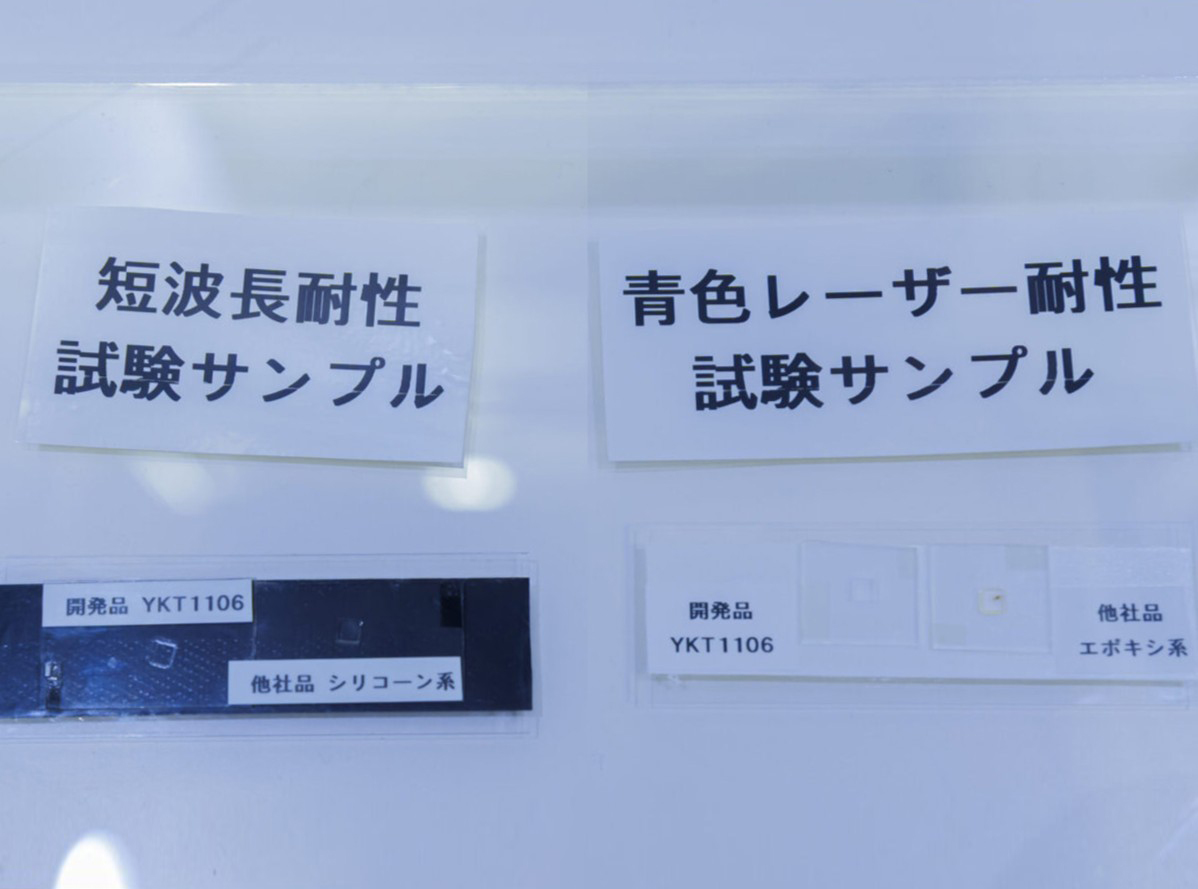 短波長耐性
試験サンプル
青色レーザー耐性
試験サンプル
開発品 YKT1106
他社品 シリコーン系
開発品
YKT1106
他社品
エポキシ系